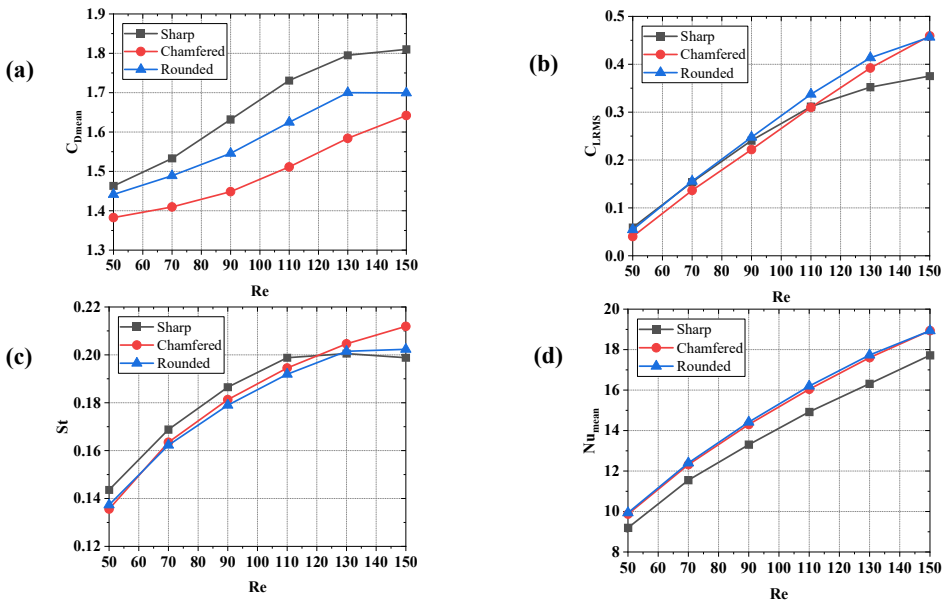 (a)
1.9
1.8
1.7
1.6
1.5
1.4
1.3
C_Dmean
Sharp
Chamfered
Rounded
50 60 70 80 90 100 110 120 130 140 150
Re
(b)
0.5
0.4
0.3
0.2
0.1
0.0
C_LRMS
Sharp
Chamfered
Rounded
50 60 70 80 90 100 110 120 130 140 150
Re
(c)
0.22
0.20
0.18
0.16
0.14
0.12
St
Sharp
Chamfered
Rounded
50 60 70 80 90 100 110 120 130 140 150
Re
(d)
20
18
16
14
12
10
8
Nu_mean
Sharp
Chamfered
Rounded
50 60 70 80 90 100 110 120 130 140 150
Re